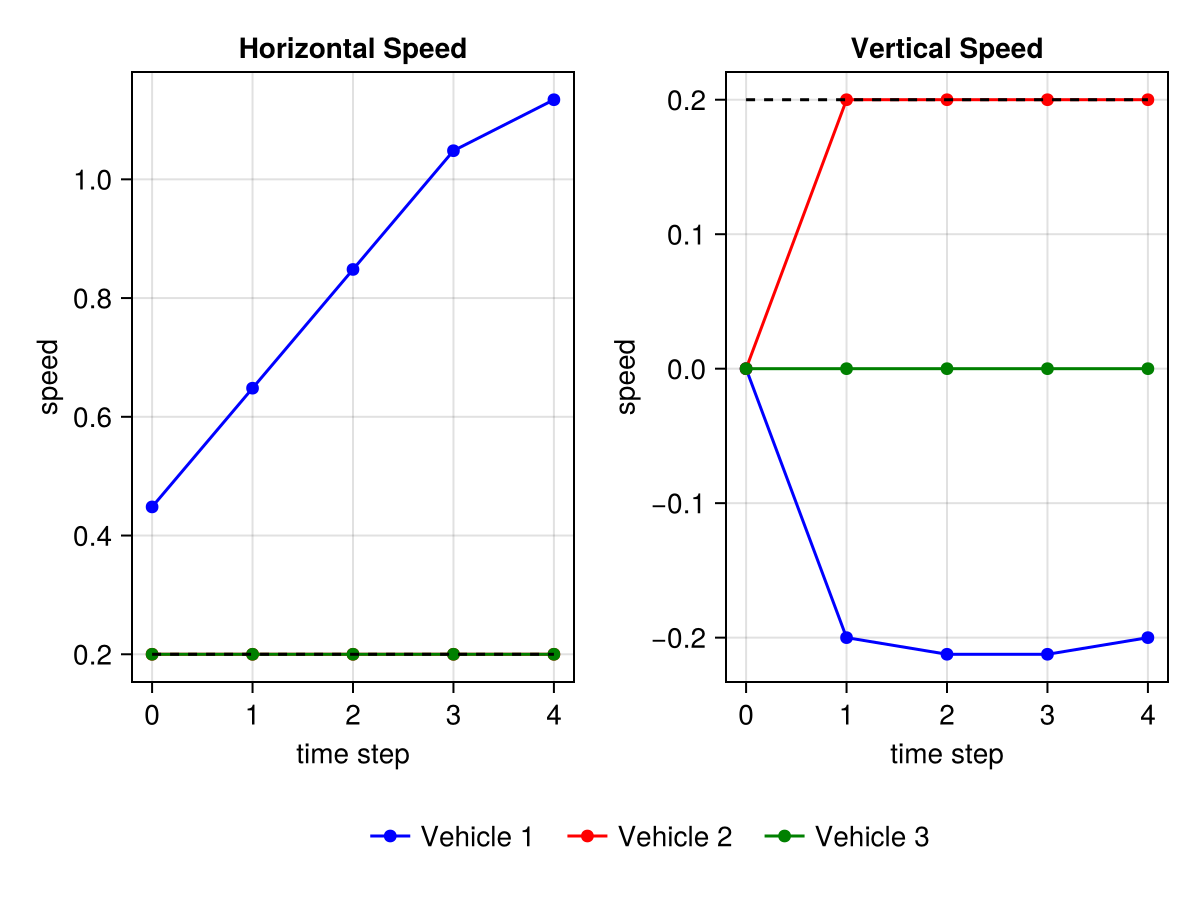 Horizontal Speed
speed
1.0
0.8
0.6
0.4
0.2
0 1 2 3 4
time step
Vertical Speed
speed
0.2
0.1
0.0
−0.1
−0.2
0 1 2 3 4
time step
Vehicle 1 Vehicle 2 Vehicle 3